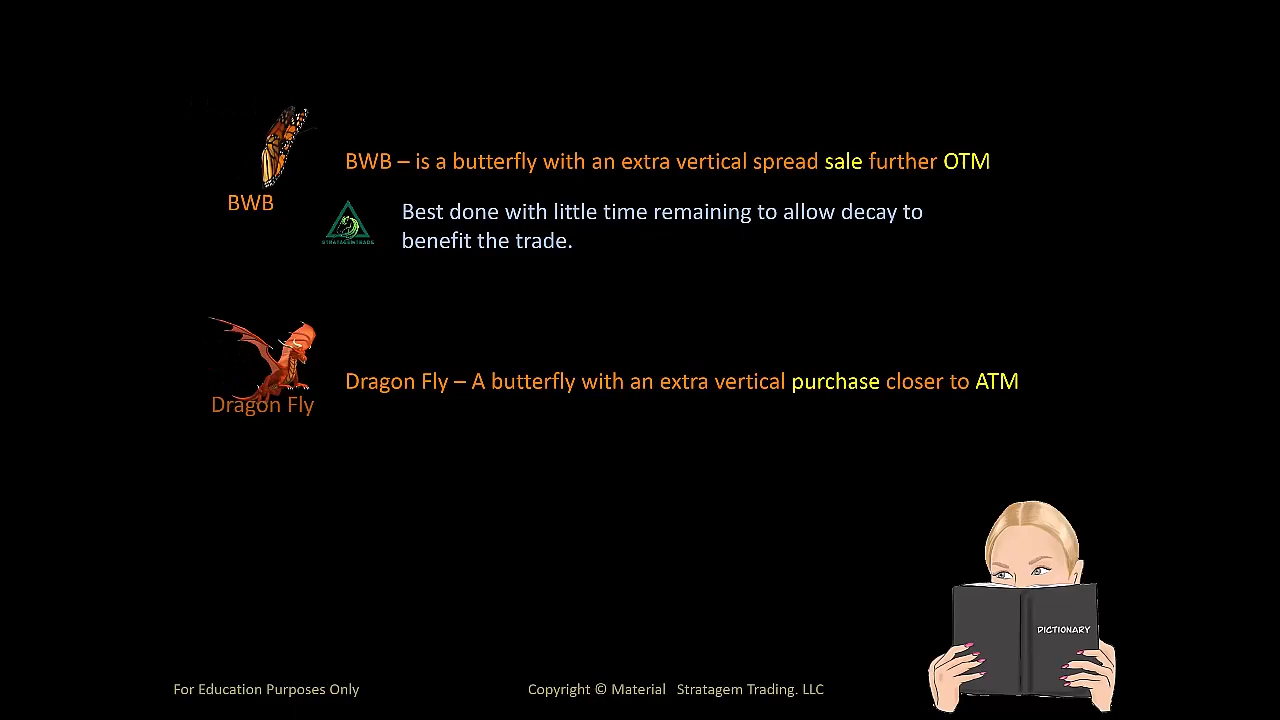 BWB – is a butterfly with an extra vertical spread sale further OTM
BWB
Best done with little time remaining to allow decay to
benefit the trade.
STRATAGEMTRADE
Dragon Fly – A butterfly with an extra vertical purchase closer to ATM
Dragon Fly
DICTIONARY
For Education Purposes Only
Copyright © Material Stratagem Trading. LLC